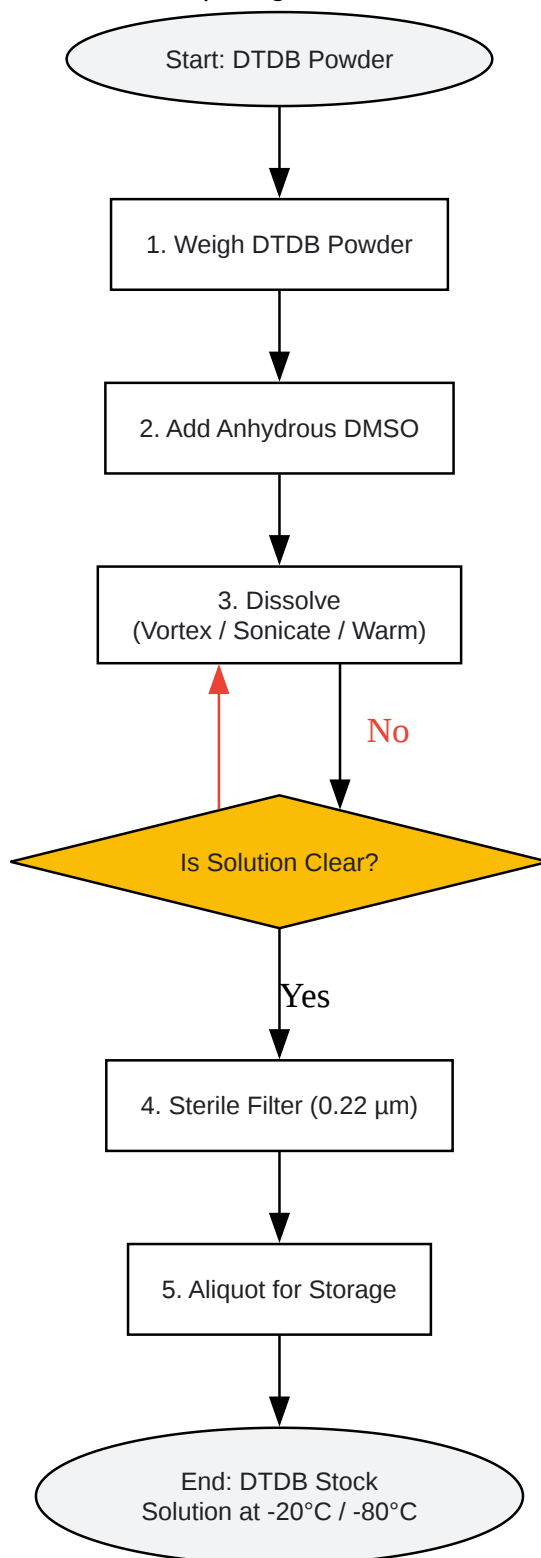 Start: DTDB Powder
1. Weigh DTDB Powder
2. Add Anhydrous DMSO
3. Dissolve
(Vortex / Sonicate / Warm)
No
Is Solution Clear?
Yes
4. Sterile Filter (0.22 µm)
5. Aliquot for Storage
End: DTDB Stock
Solution at -20°C / -80°C